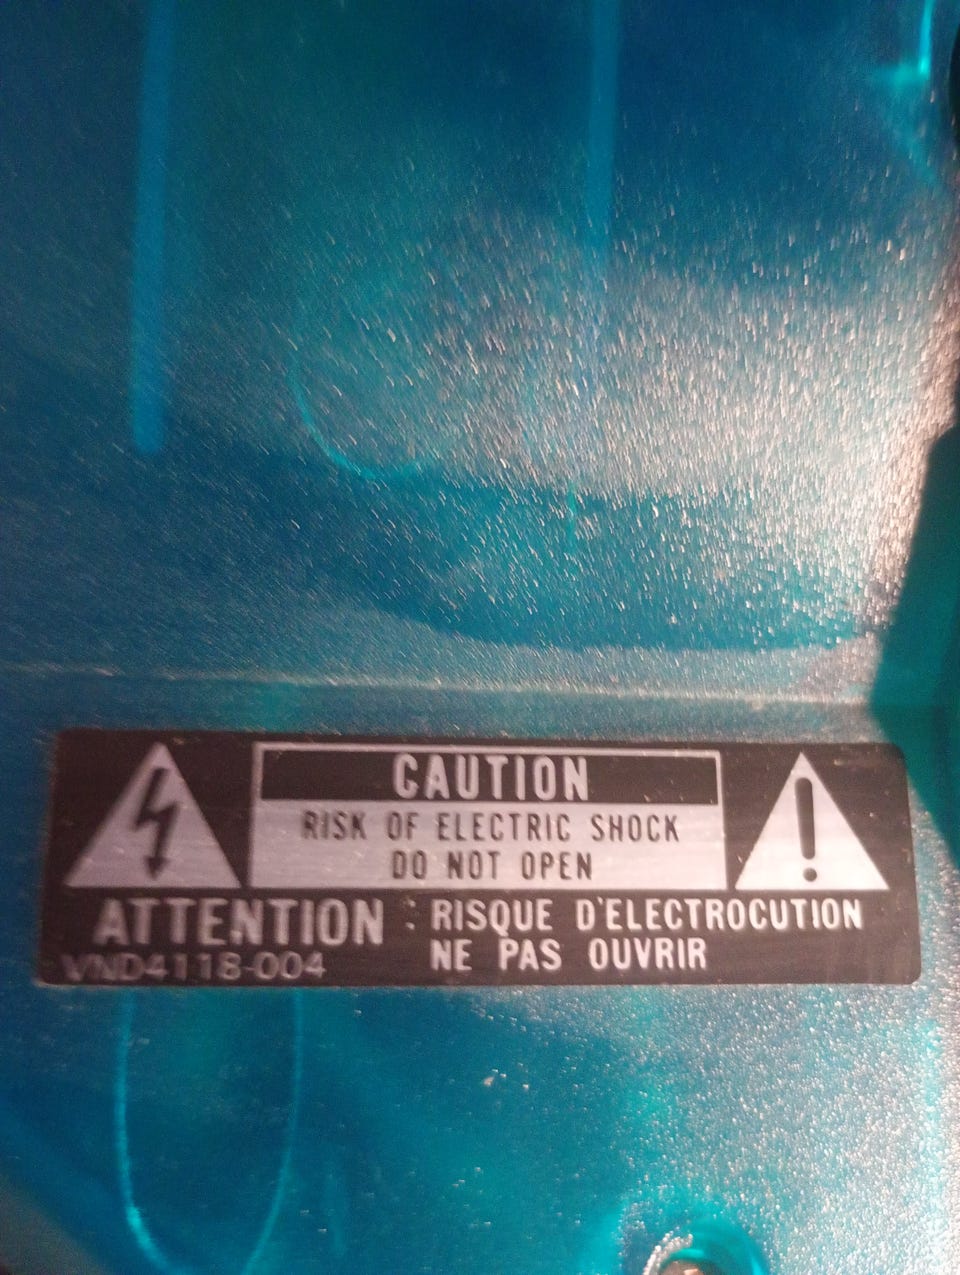 CAUTION
RISK OF ELECTRIC SHOCK
DO NOT OPEN
ATTENTION : RISQUE D'ELECTROCUTION
NE PAS OUVRIR
VND4118-004